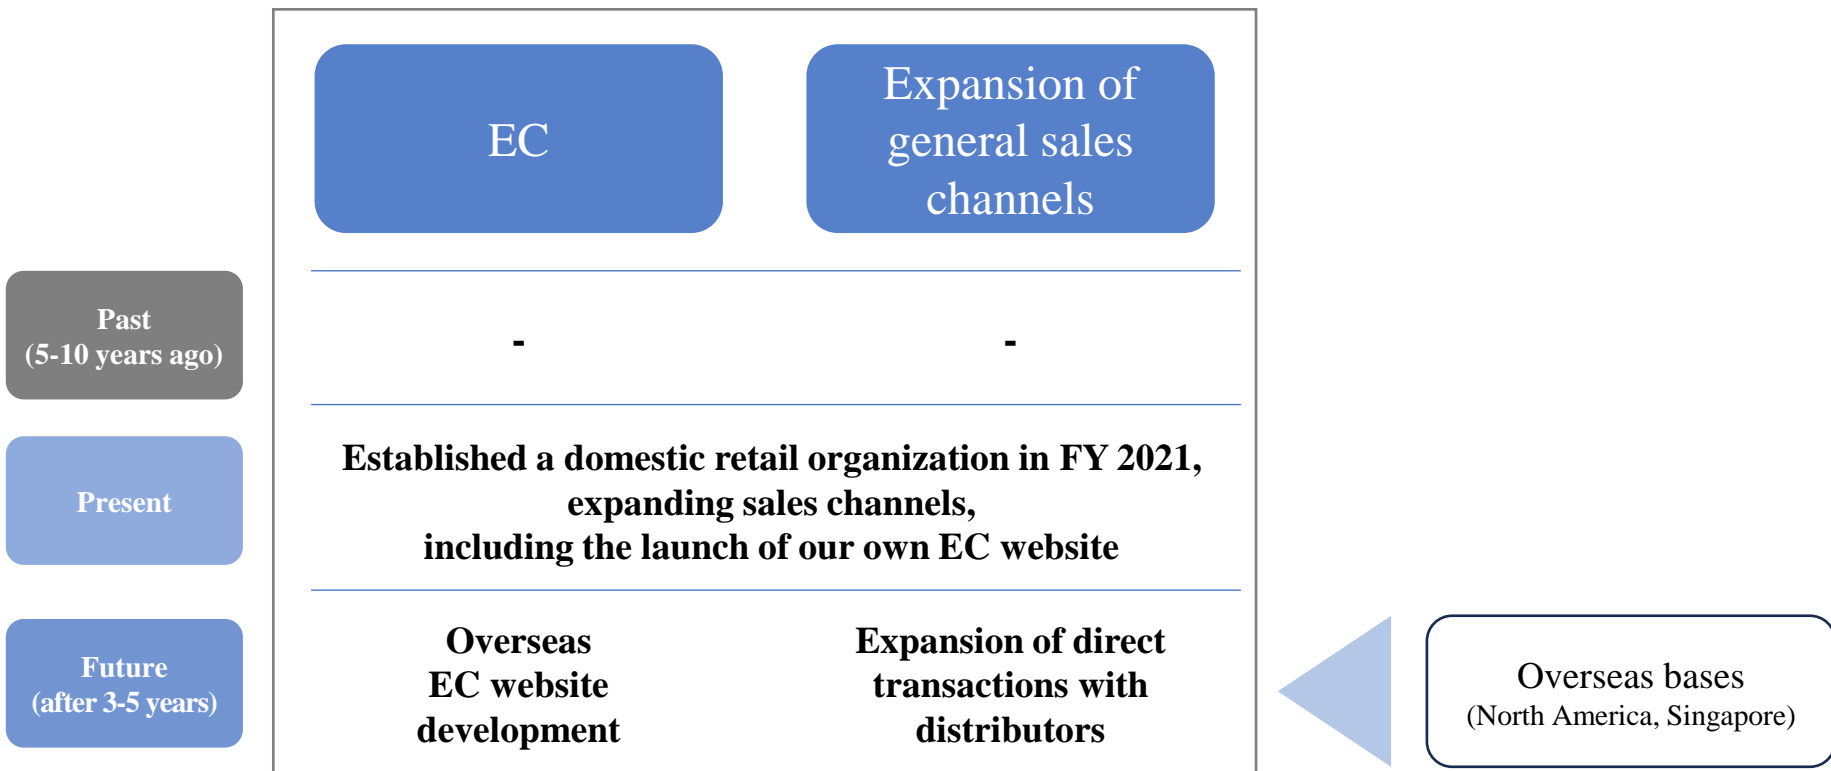 EC
Expansion of
general sales
channels
Past
(5-10 years ago)
-
-
Present
Established a domestic retail organization in FY 2021,
expanding sales channels,
including the launch of our own EC website
Future
(after 3-5 years)
Overseas
EC website
development
Expansion of direct
transactions with
distributors
Overseas bases
(North America, Singapore)